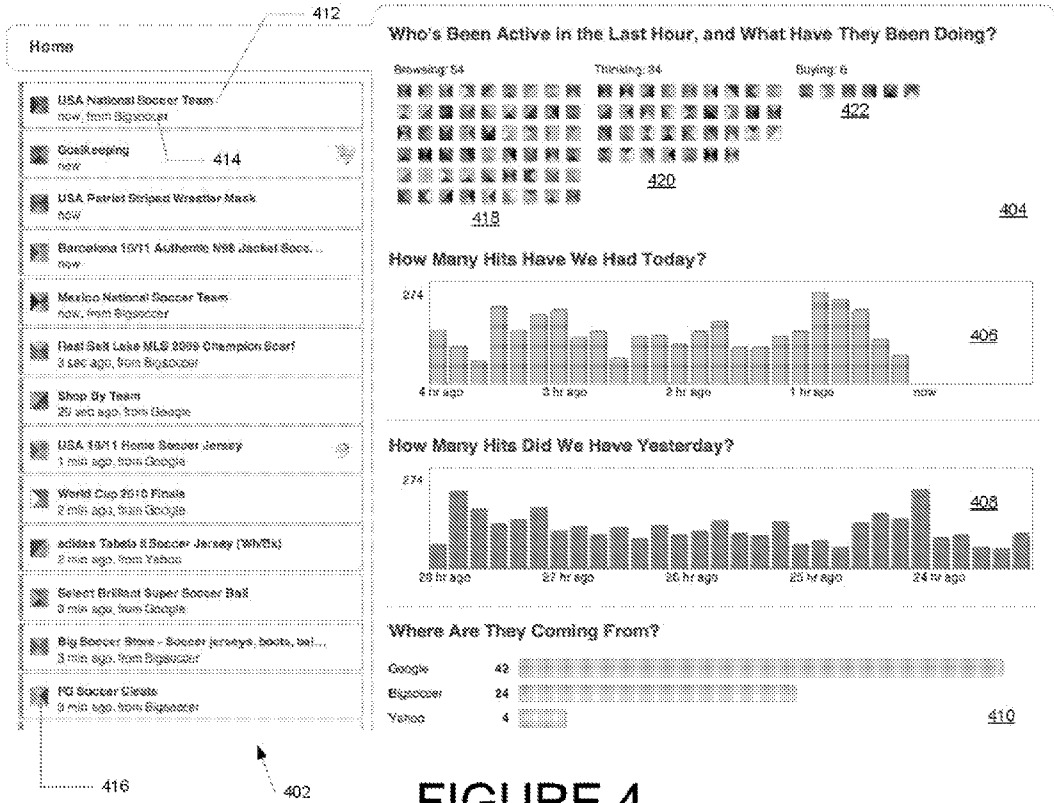 412
Home
USA National Soccer Team
now, from Bigsoccer
414
Goalkeeping
now
USA Patriot Striped Wrestler Mask
now
Barcelona 10/11 Authentic N98 Jacket Socc...
now
Mexico National Soccer Team
now, from Bigsoccer
Real Salt Lake MLS 2009 Champion Scarf
3 sec ago, from Bigsoccer
Shop By Team
ago, from Google
USA 10/11 Home Soccer Jersey
1 min ago, from Google
World Cup 2010 Finals
2 min ago, from Google
adidas Tabela II Soccer Jersey (Wh/Bk)
2 min ago, from Yahoo
Select Brilliant Super Soccer Ball
3 min ago, from Google
Big Soccer Store - Soccer jerseys, boots, bal...
3 min ago, from Bigsoccer
Soccer Cleats
3 min ago, from Bigsoccer
416
402
Who's Been Active in the Last Hour, and What Have They Been Doing?
Browsing: 54
Thinking: 34
Buying: 6
418
420
422
404
How Many Hits Have We Had Today?
274
406
4 hr ago
3 hr ago
2 hr ago
1 hr ago
now
How Many Hits Did We Have Yesterday?
274
408
28 hr ago
27 hr ago
26 hr ago
25 hr ago
24 hr ago
Where Are They Coming From?
Google 42
Bigsoccer 24
Yahoo 4
410
FIGURE 4